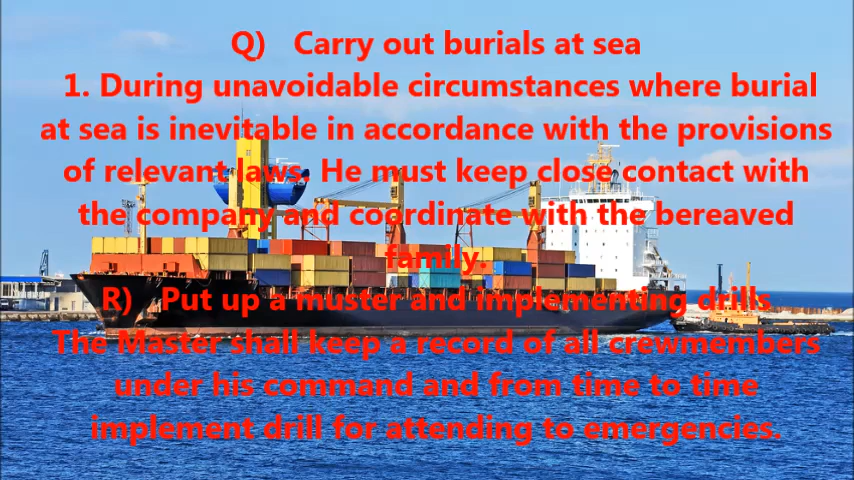 Q) Carry out burials at sea
1. During unavoidable circumstances where burial
at sea is inevitable in accordance with the provisions
of relevant laws. He must keep close contact with
the company and coordinate with the bereaved
family.
R) Put up a muster and implementing drills
The Master shall keep a record of all crewmembers
under his command and from time to time
implement drill for attending to emergencies.